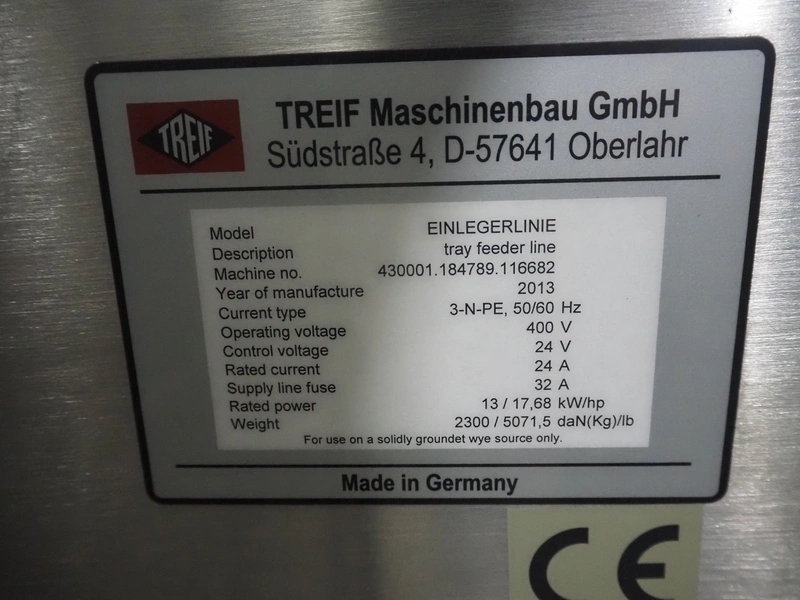 TREIF
TREIF Maschinenbau GmbH
Südstraße 4, D-57641 Oberlahr
Model EINLEGERLINIE
Description tray feeder line
Machine no. 430001.184789.116682
Year of manufacture 2013
Current type 3-N-PE, 50/60 Hz
Operating voltage 400 V
Control voltage 24 V
Rated current 24 A
Supply line fuse 32 A
Rated power 13 / 17,68 kW/hp
Weight 2300 / 5071,5 daN(Kg)/lb
For use on a solidly groundet wye source only.
Made in Germany
CE